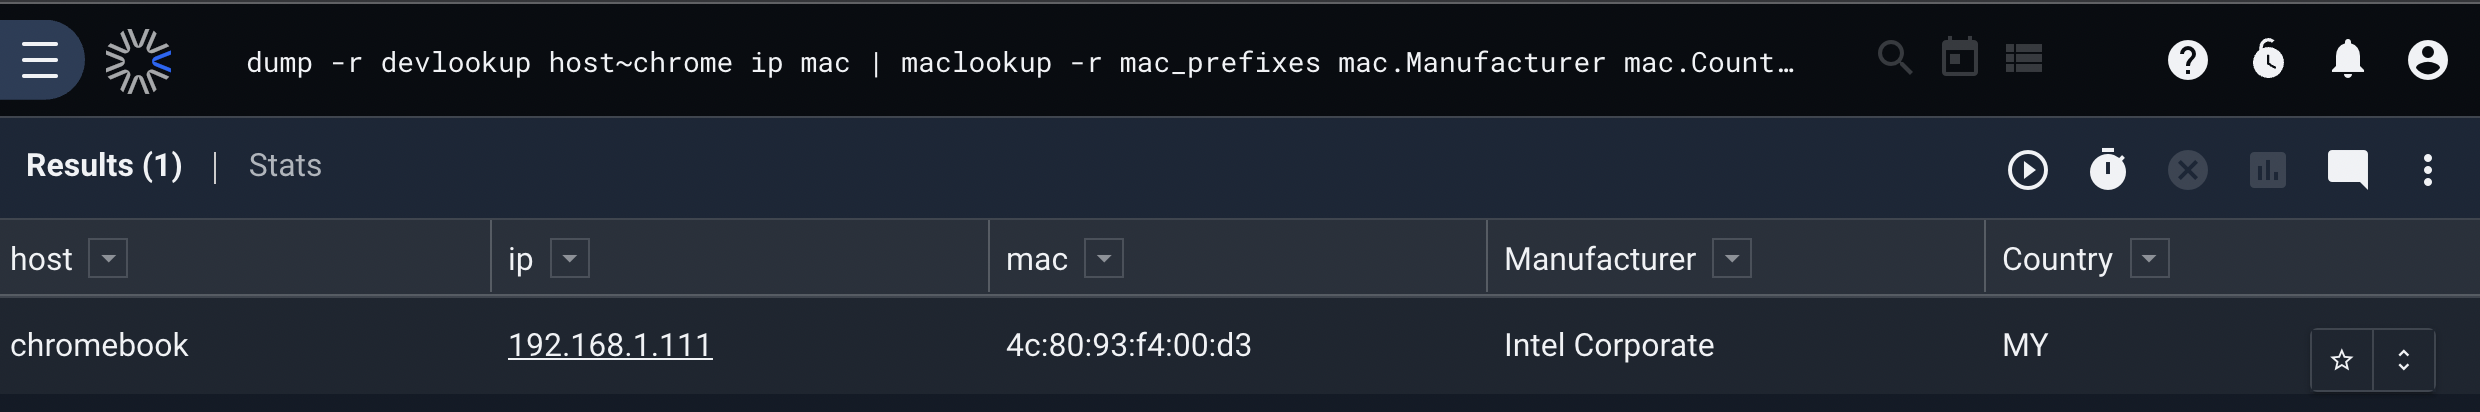 dump -r devlookup host~chrome ip mac | maclookup -r mac_prefixes mac.Manufacturer mac.Count…
Results (1) | Stats
host ip mac Manufacturer Country
chromebook 192.168.1.111 4c:80:93:f4:00:d3 Intel Corporate MY